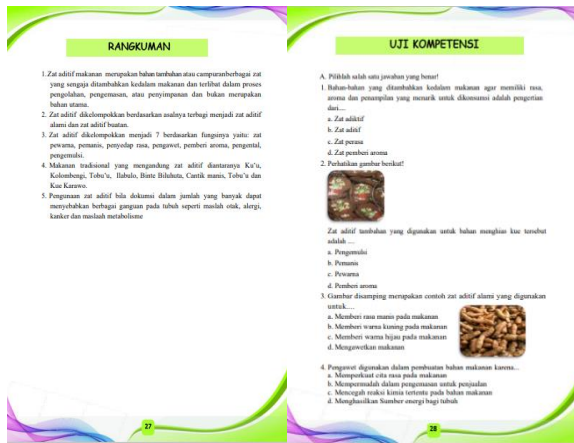 RANGKUMAN
1. Zat aditif makanan merupakan bahan tambahan atau campuranberbagai zat
yang sengaja ditambahkan kedalam makanan dan terlibat dalam proses
pengolahan, pengemasan, atau penyimpanan dan bukan merupakan
bahan utama.
2. Zat aditif dikelompokkan berdasarkan asalnya terbagi menjadi zat aditif
alami dan zat aditif buatan.
3. Zat aditif dikelompokkan menjadi 7 berdasarkan fungsinya yaitu: zat
pewarna, pemanis, penyedap rasa, pengawet, pemberi aroma, pengental,
pengemulsi.
4. Makanan tradisional yang mengandung zat aditif diantaranya Ku'u,
Kolombengi, Tobu'u, Ilabulo, Binte Biluhuta, Cantik manis, Tobu'u dan
Kue Karawo.
5. Pengunaan zat aditif bila dokumsi dalam jumlah yang banyak dapat
menyebabkan berbagai ganguan pada tubuh seperti maslah otak, alergi,
kanker dan maslaah metabolisme
27
UJI KOMPETENSI
A. Pilihlah salah satu jawaban yang benar!
1. Bahan-bahan yang ditambahkan kedalam makanan agar memiliki rasa,
aroma dan penampilan yang menarik untuk dikonsumsi adalah pengertian
dari....
a. Zat adiktif
b. Zat aditif
c. Zat perasa
d. Zat pemberi aroma
2. Perhatikan gambar berikut!
Zat aditif tambahan yang digunakan untuk bahan menghias kue tersebut
adalah ....
a. Pengemulsi
b. Pemanis
c. Pewarna
d. Pemberi aroma
3. Gambar disamping merupakan contoh zat aditif alami yang digunakan
untuk....
a. Memberi rasa manis pada makanan
b. Memberi warna kuning pada makanan
c. Memberi warna hijau pada makanan
d. Mengawetkan makanan
4. Pengawet digunakan dalam pembuatan bahan makanan karena...
a. Memperkuat cita rasa pada makanan
b. Mempermudah dalam pengemasan untuk penjualan
c. Mencegah reaksi kimia tertentu pada bahan makanan
d. Menghasilkan Sumber energi bagi tubuh
28